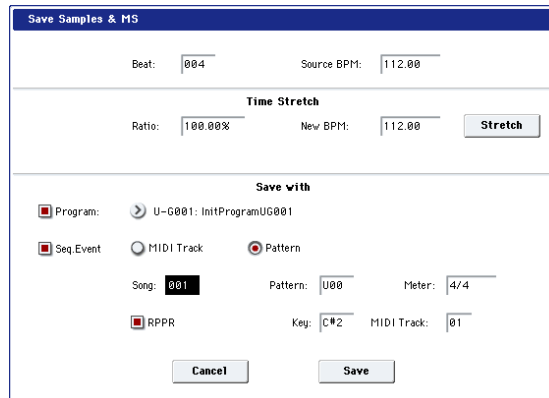 Save Samples & MS
Beat: 004 Source BPM: 112.00
Time Stretch
Ratio: 100.00% New BPM: 112.00 Stretch
Save with
Program: U-G001: InitProgramUG001
Seq.Event MIDI Track Pattern
Song: 001 Pattern: U00 Meter: 4/4
RPPR Key: C#2 MIDI Track: 01
Cancel Save